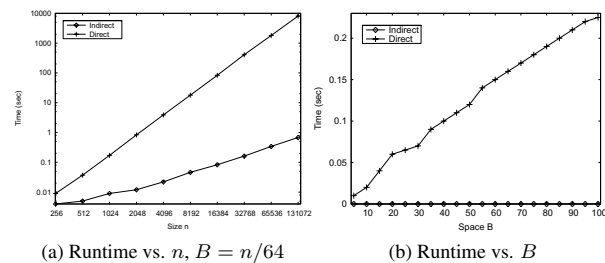 10000
1000
100
10
1
0.1
0.01
Time (sec)
Indirect
Direct
256 512 1024 2048 4096 8192 16384 32768 65536 131072
Size n
(a) Runtime vs. n, B = n/64
0.2
0.15
0.1
0.05
0
Time (sec)
Indirect
Direct
10 20 30 40 50 60 70 80 90 100
Space B
(b) Runtime vs. B